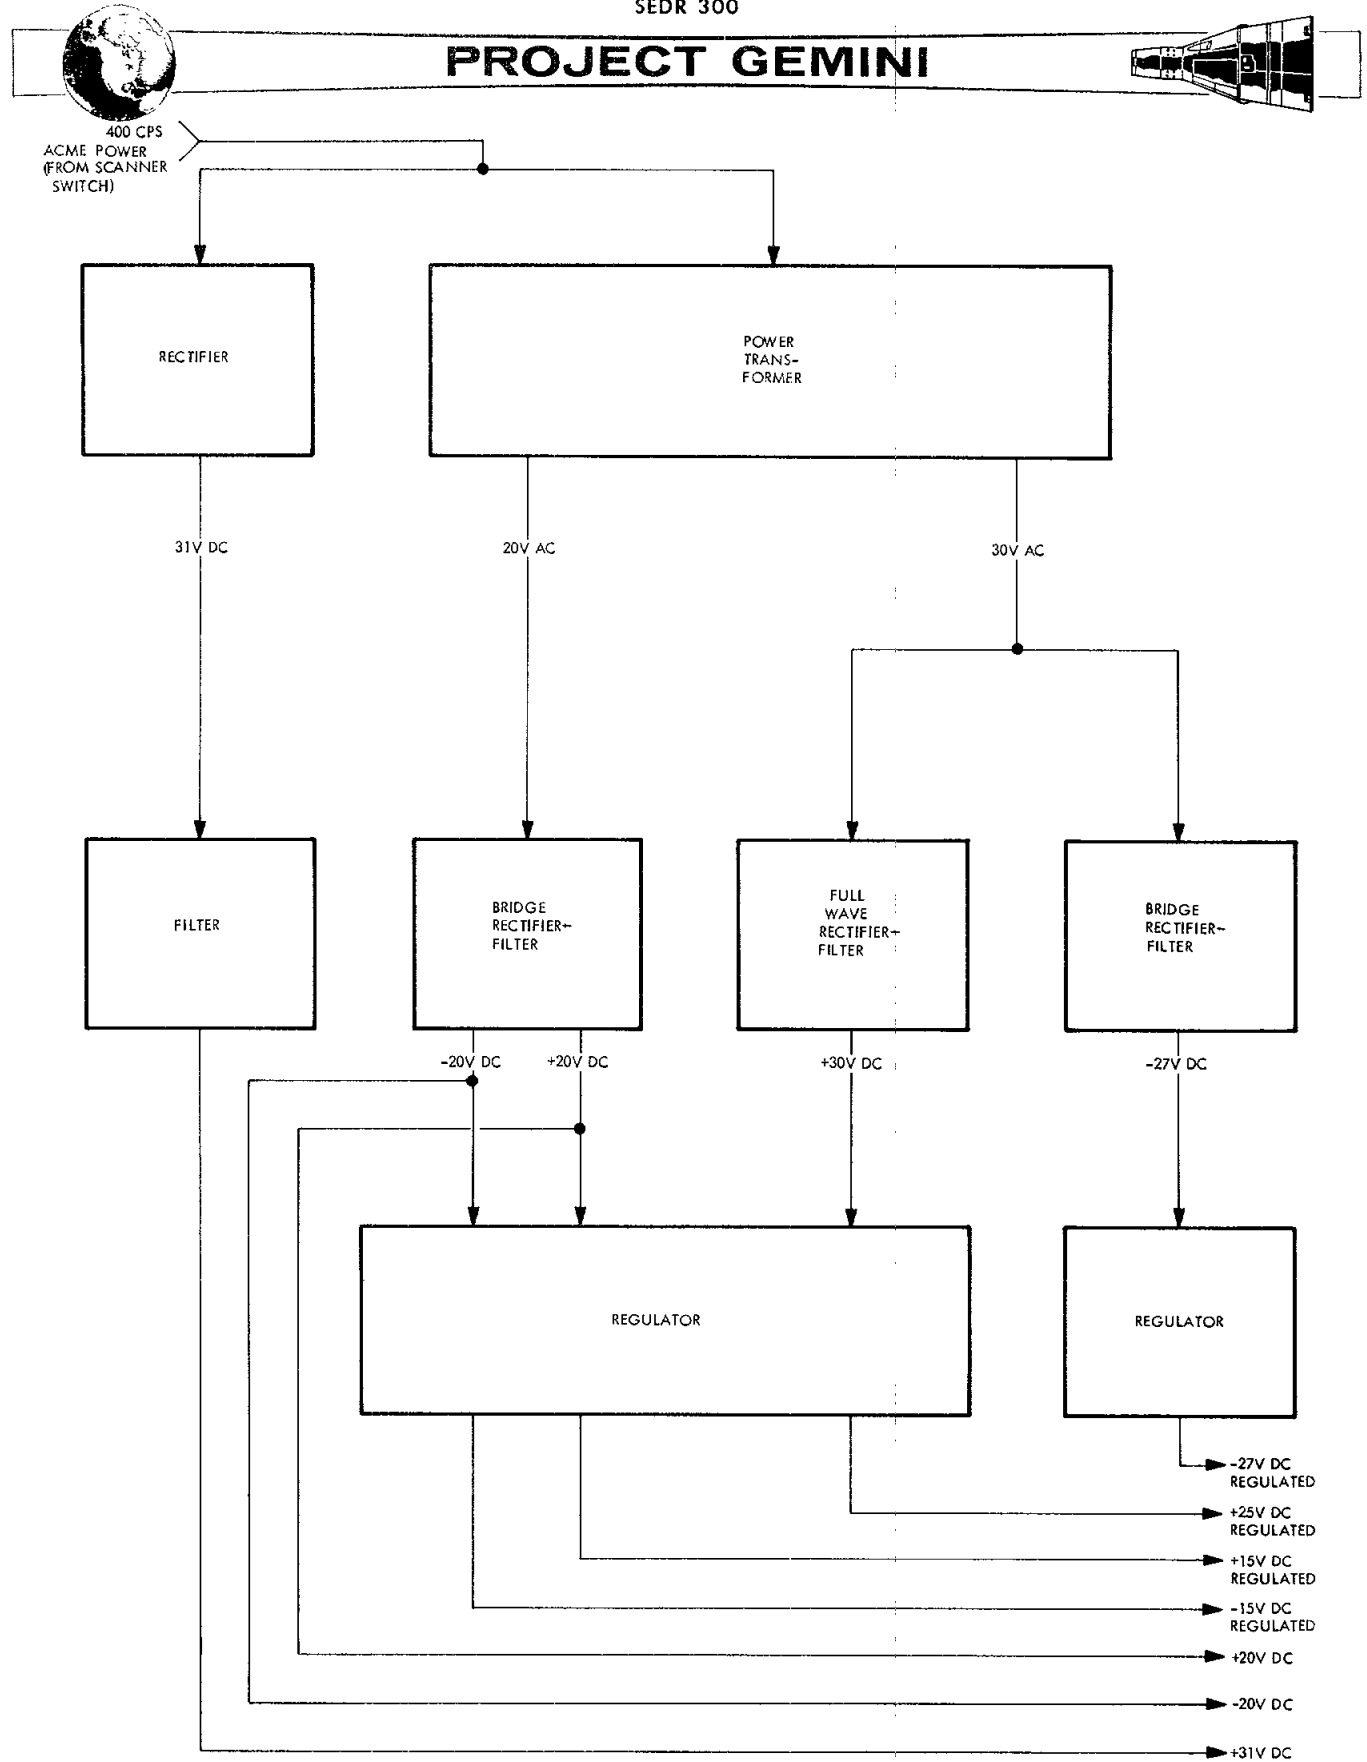 SEDR 300
PROJECT GEMINI
400 CPS
ACME POWER
(FROM SCANNER
SWITCH)
RECTIFIER
POWER
TRANS-
FORMER
31V DC
20V AC
30V AC
FILTER
BRIDGE
RECTIFIER-
FILTER
FULL
WAVE
RECTIFIER-
FILTER
BRIDGE
RECTIFIER-
FILTER
-20V DC
+20V DC
+30V DC
-27V DC
REGULATOR
REGULATOR
-27V DC
REGULATED
+25V DC
REGULATED
+15V DC
REGULATED
-15V DC
REGULATED
+20V DC
-20V DC
+31V DC